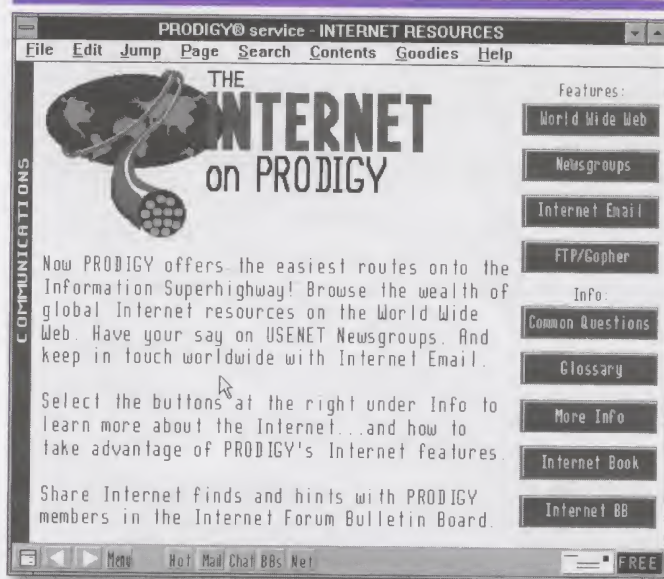 PRODIGY® service - INTERNET RESOURCES
File Edit Jump Page Search Contents Goodies Help
COMMUNICATIONS
THE
INTERNET
on PRODIGY
Now PRODIGY offers the easiest routes onto the
Information Superhighway! Browse the wealth of
global Internet resources on the World Wide
Web. Have your say on USENET Newsgroups. And
keep in touch worldwide with Internet Email.
Select the buttons at the right under Info to
learn more about the Internet...and how to
take advantage of PRODIGY's Internet features.
Share Internet finds and hints with PRODIGY
members in the Internet Forum Bulletin Board.
Features:
World Wide Web
Newsgroups
Internet Email
FTP/Gopher
Info:
Common Questions
Glossary
More Info
Internet Book
Internet BB
Menu Hot Mail Chat BBs Net FREE